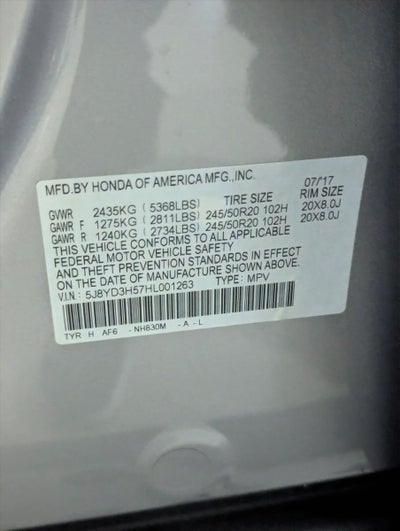 MFD.BY HONDA OF AMERICA MFG.,INC. 07/'17
TIRE SIZE RIM SIZE
GVWR 2435KG ( 5368LBS)
GAWR F 1275KG ( 2811LBS) 245/50R20 102H 20X8.0J
GAWR R 1240KG ( 2734LBS) 245/50R20 102H 20X8.0J
THIS VEHICLE CONFORMS TO ALL APPLICABLE
FEDERAL MOTOR VEHICLE SAFETY
AND THEFT PREVENTION STANDARDS IN EFFECT
ON THE DATE OF MANUFACTURE SHOWN ABOVE.
V.I.N.: 5J8YD3H57HL001263 TYPE: MPV
TYR H AF6 - NH830M - A - L